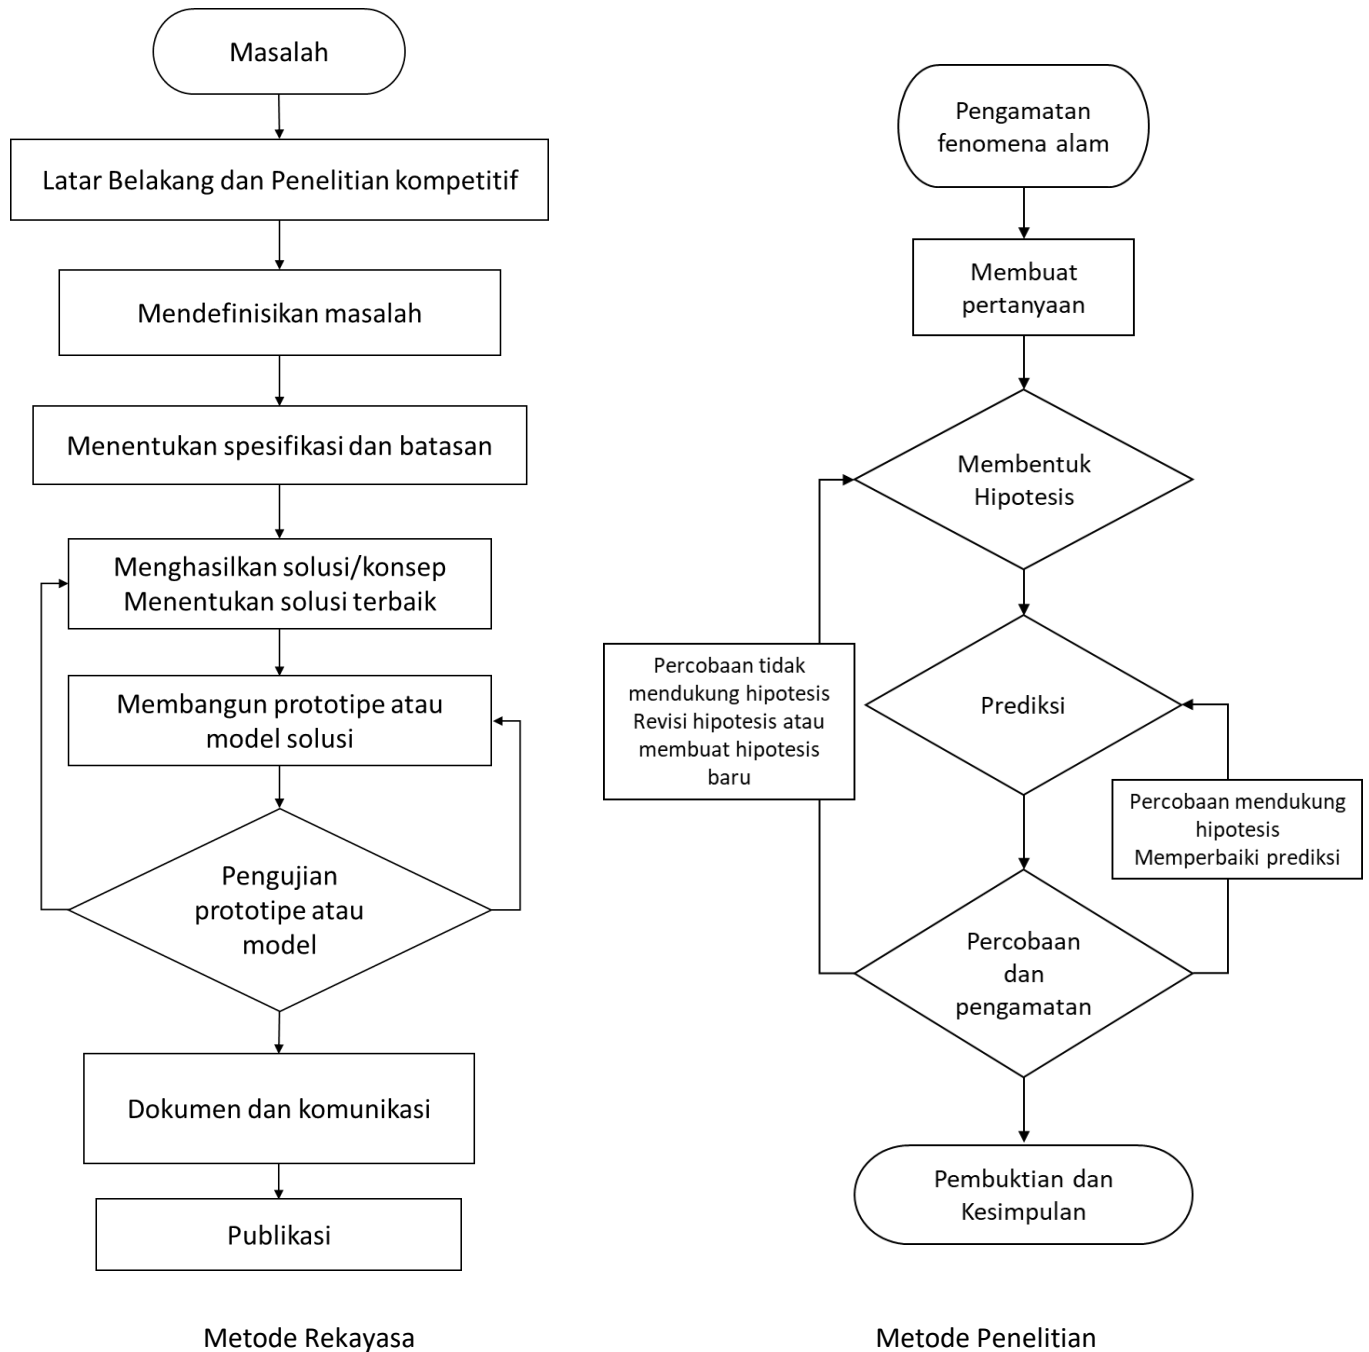 Masalah
Latar Belakang dan Penelitian kompetitif
Mendefinisikan masalah
Menentukan spesifikasi dan batasan
Menghasilkan solusi/konsep
Menentukan solusi terbaik
Membangun prototipe atau
model solusi
Pengujian
prototipe atau
model
Dokumen dan komunikasi
Publikasi
Metode Rekayasa
Pengamatan
fenomena alam
Membuat
pertanyaan
Membentuk
Hipotesis
Percobaan tidak
mendukung hipotesis
Revisi hipotesis atau
membuat hipotesis
baru
Prediksi
Percobaan mendukung
hipotesis
Memperbaiki prediksi
Percobaan
dan
pengamatan
Pembuktian dan
Kesimpulan
Metode Penelitian